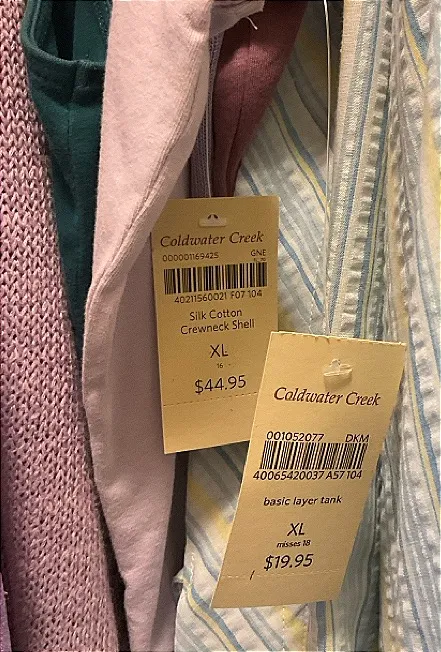 Coldwater Creek
000001169425 GNE
40211560021 F07 104
Silk Cotton
Crewneck Shell
XL
16
$44.95
Coldwater Creek
001052077 DKM
40065420037 A57 104
basic layer tank
XL
misses 18
$19.95